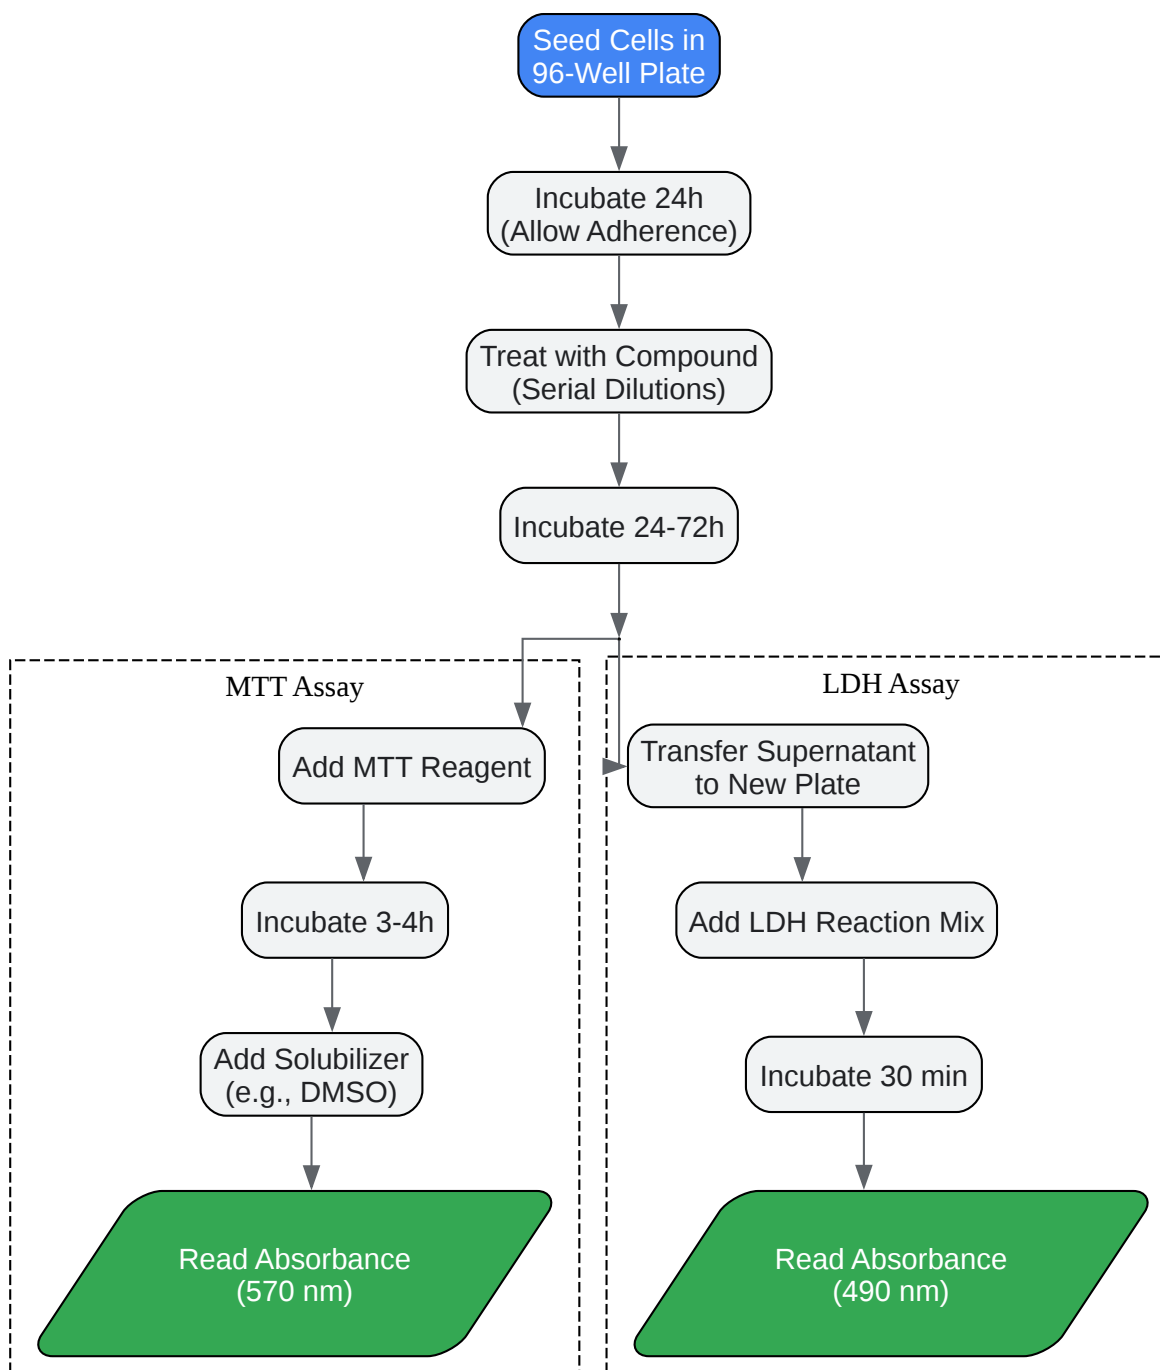 Seed Cells in
96-Well Plate
Incubate 24h
(Allow Adherence)
Treat with Compound
(Serial Dilutions)
Incubate 24-72h
MTT Assay
Add MTT Reagent
Incubate 3-4h
Add Solubilizer
(e.g., DMSO)
Read Absorbance
(570 nm)
LDH Assay
Transfer Supernatant
to New Plate
Add LDH Reaction Mix
Incubate 30 min
Read Absorbance
(490 nm)